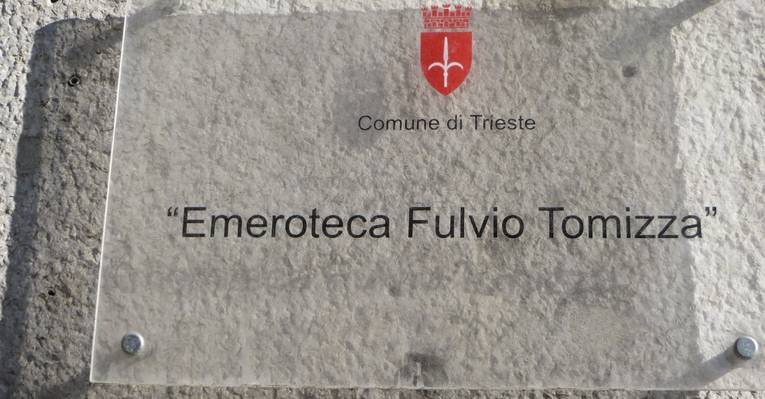 Comune di Trieste
“Emeroteca Fulvio Tomizza”